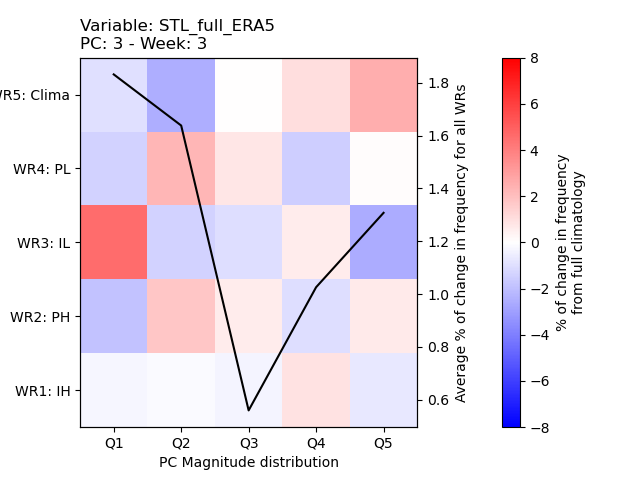 Variable: STL_full_ERA5
PC: 3 - Week: 3
WR5: Clima
WR4: PL
WR3: IL
WR2: PH
WR1: IH
Q1 Q2 Q3 Q4 Q5
PC Magnitude distribution
1.8
1.6
1.4
1.2
1.0
0.8
0.6
Average % of change in frequency for all WRs
8
6
4
2
0
−2
−4
−6
−8
% of change in frequency
from full climatology